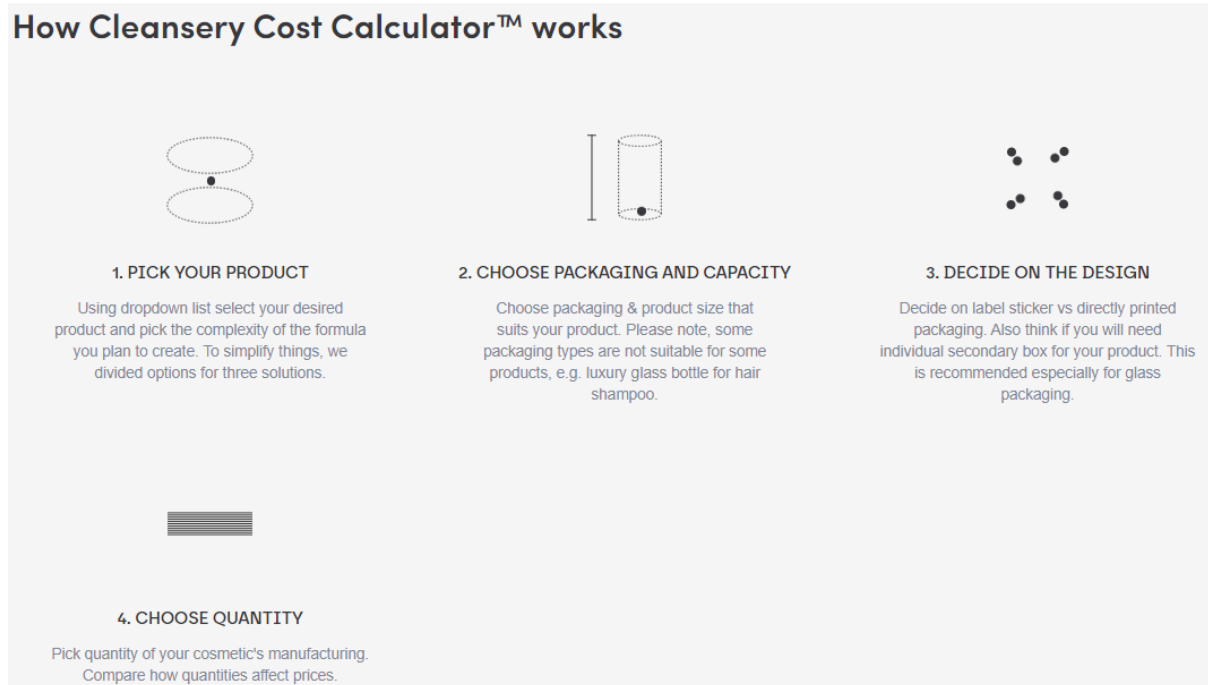 How Cleansery Cost Calculator™ works
1. PICK YOUR PRODUCT
Using dropdown list select your desired
product and pick the complexity of the formula
you plan to create. To simplify things, we
divided options for three solutions.
2. CHOOSE PACKAGING AND CAPACITY
Choose packaging & product size that
suits your product. Please note, some
packaging types are not suitable for some
products, e.g. luxury glass bottle for hair
shampoo.
3. DECIDE ON THE DESIGN
Decide on label sticker vs directly printed
packaging. Also think if you will need
individual secondary box for your product. This
is recommended especially for glass
packaging.
4. CHOOSE QUANTITY
Pick quantity of your cosmetic's manufacturing.
Compare how quantities affect prices.